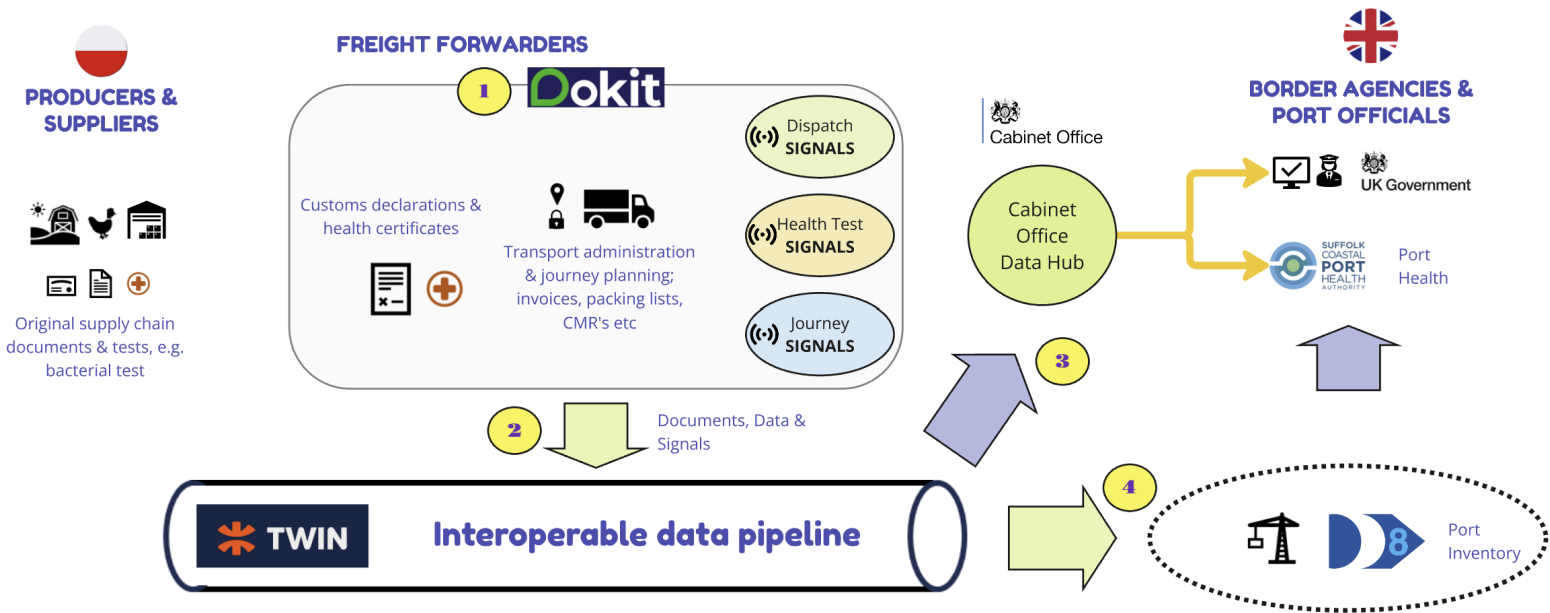 PRODUCERS &
SUPPLIERS
Original supply chain
documents & tests, e.g.
bacterial test
FREIGHT FORWARDERS
1
Dokit
Customs declarations &
health certificates
Transport administration
& journey planning;
invoices, packing lists,
CMR's etc
Dispatch
SIGNALS
Health Test
SIGNALS
Journey
SIGNALS
2
Documents, Data &
Signals
TWIN
Interoperable data pipeline
3
Cabinet Office
Cabinet
Office
Data Hub
BORDER AGENCIES &
PORT OFFICIALS
UK Government
SUFFOLK
COASTAL
PORT
HEALTH
AUTHORITY
Port
Health
4
8
Port
Inventory